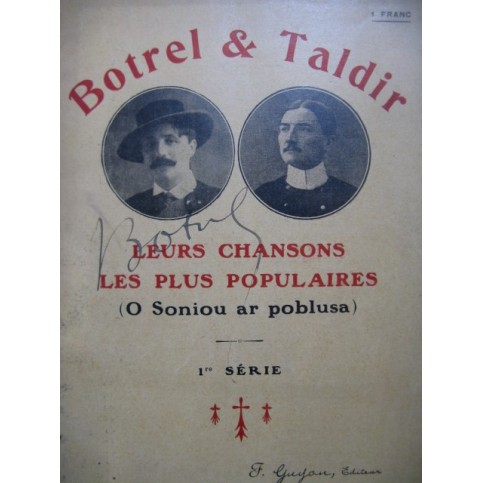 1 FRANC
Botrel & Taldir
Botrel
LEURS CHANSONS
LES PLUS POPULAIRES
(O Soniou ar poblusa)
1re SÉRIE
F. Guyon, Editeur